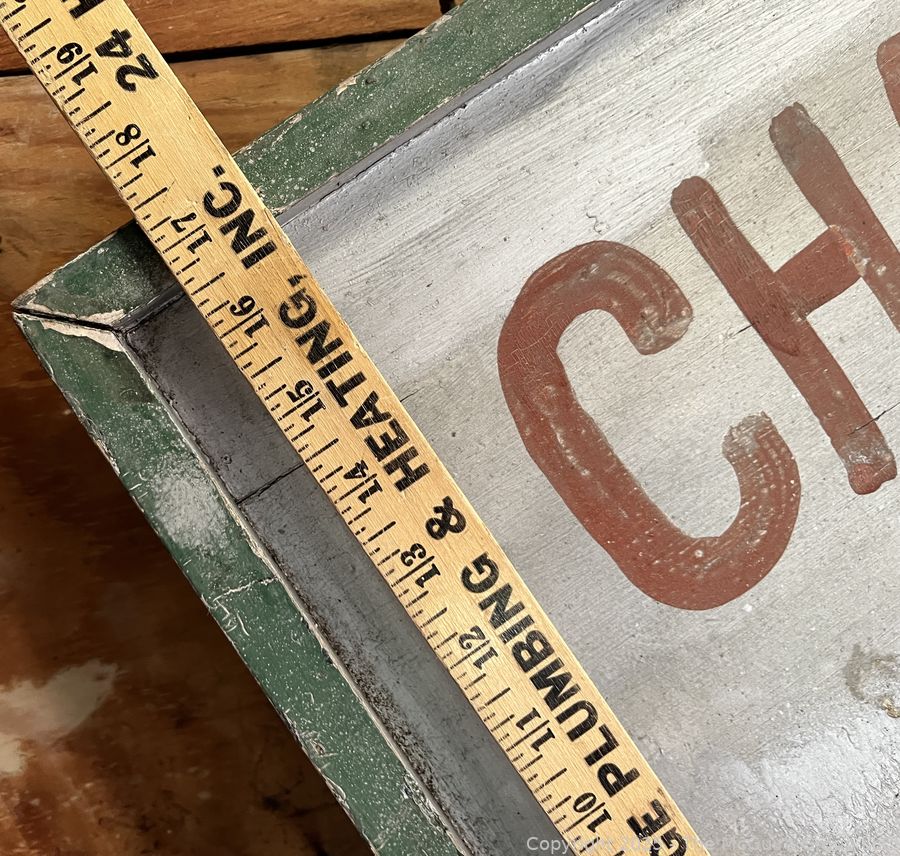 24 H
INC.
HEATING,
PLUMBING &
19
18
17
16
15
14
13
12
11
10
CH